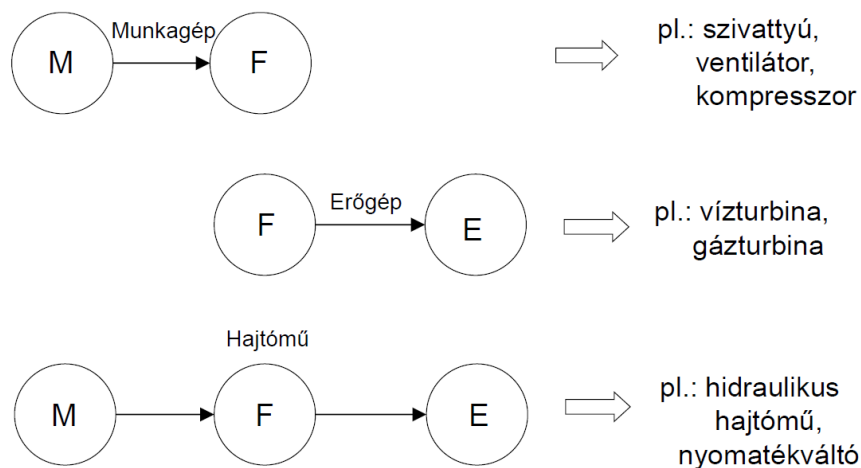 Munkagép
M
F
pl.: szivattyú,
ventilátor,
kompresszor
Erőgép
F
E
pl.: vízturbina,
gázturbina
Hajtómű
M
F
E
pl.: hidraulikus
hajtómű,
nyomatékváltó